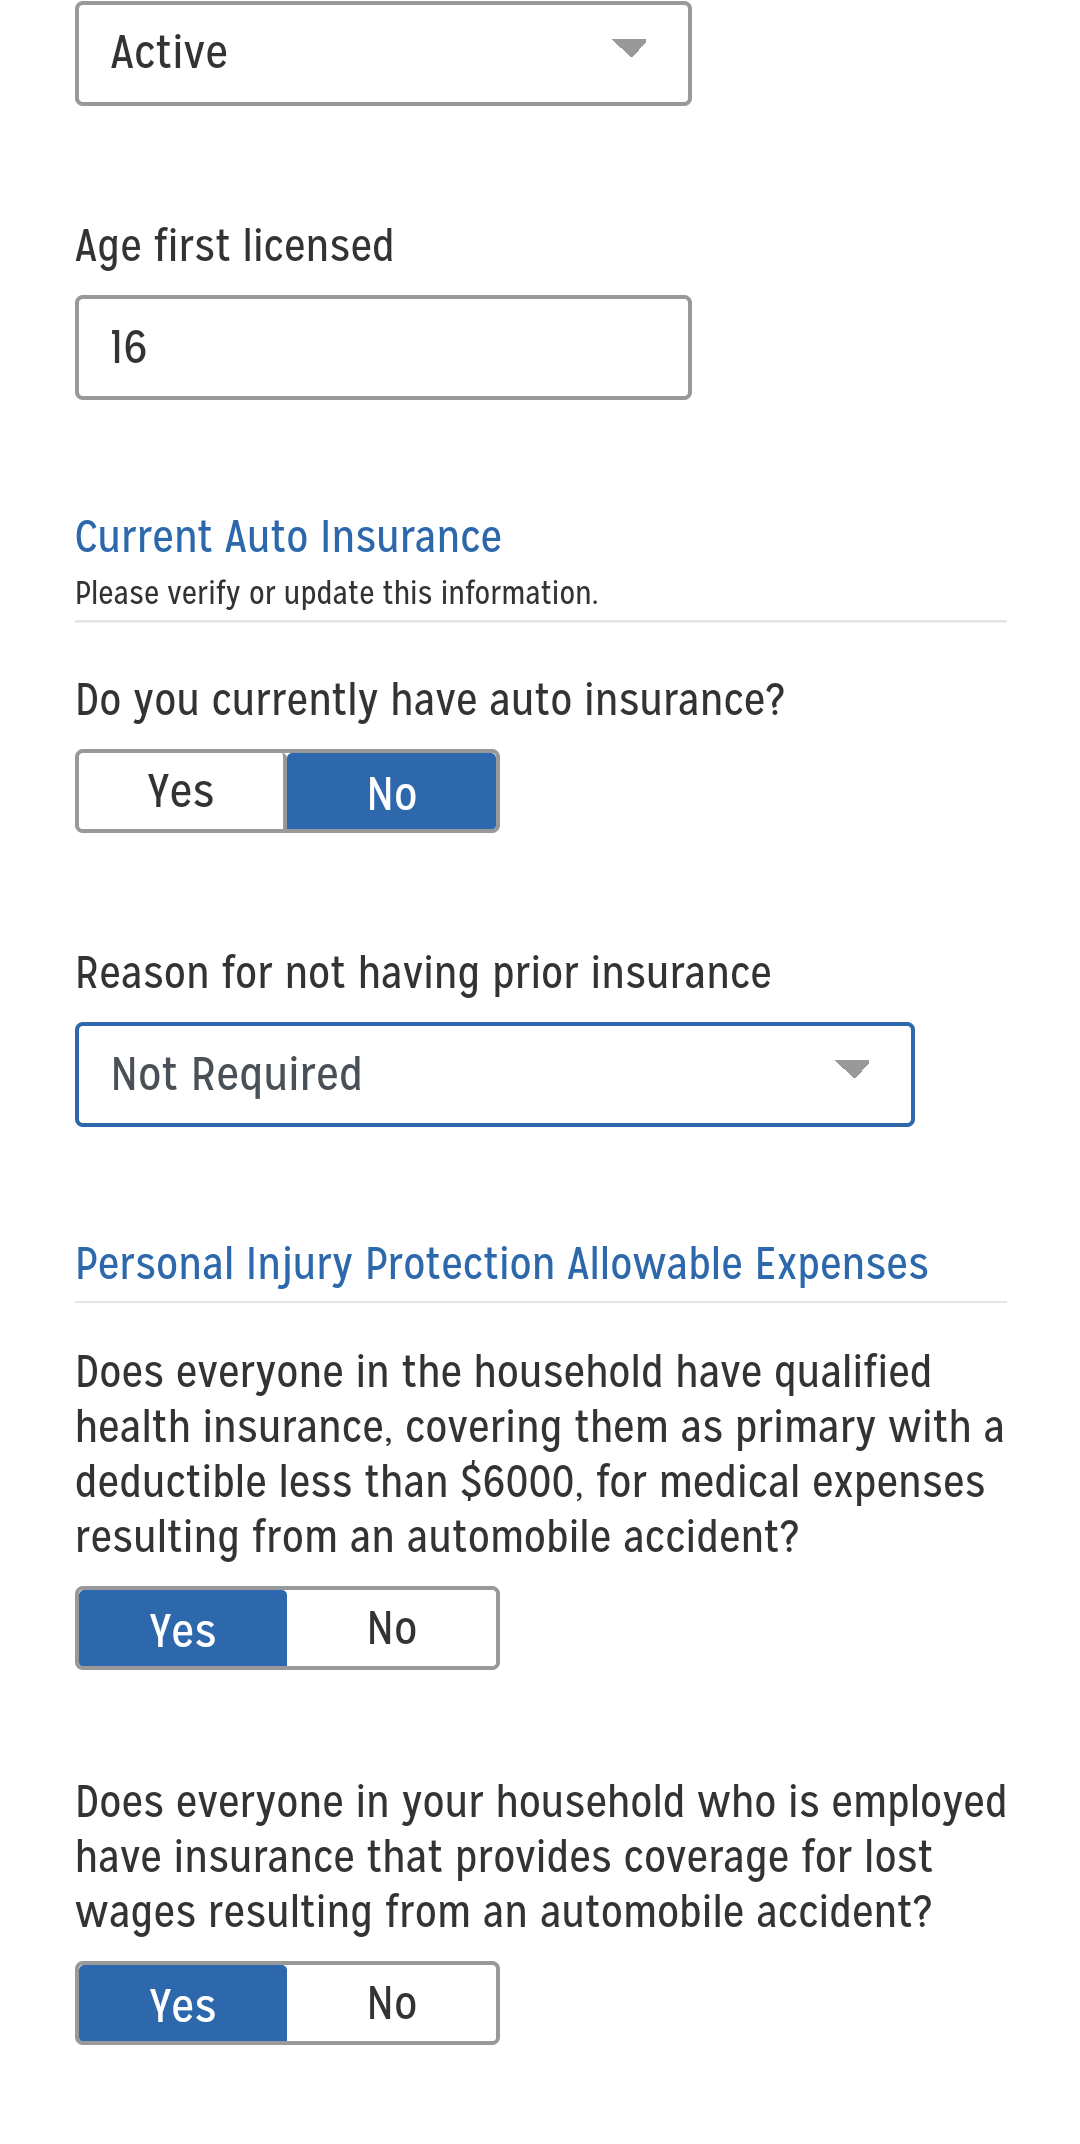 Active
Age first licensed
16
Current Auto Insurance
Please verify or update this information.
Do you currently have auto insurance?
Yes No
Reason for not having prior insurance
Not Required
Personal Injury Protection Allowable Expenses
Does everyone in the household have qualified
health insurance, covering them as primary with a
deductible less than $6000, for medical expenses
resulting from an automobile accident?
Yes No
Does everyone in your household who is employed
have insurance that provides coverage for lost
wages resulting from an automobile accident?
Yes No